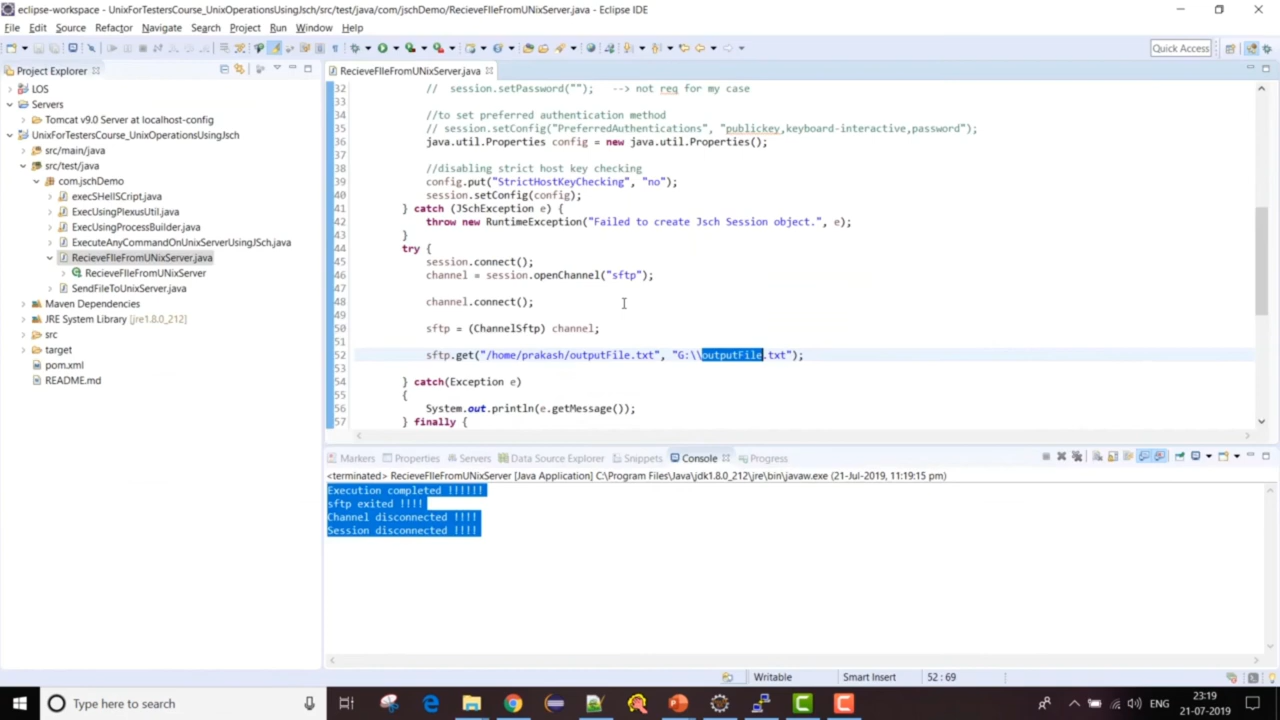 eclipse-workspace - UnixForTestersCourse_UnixOperationsUsingJsch/src/test/java/com/jschDemo/RecieveFIleFromUNixServer.java - Eclipse IDE
File Edit Source Refactor Navigate Search Project Run Window Help
Quick Access
Project Explorer
RecieveFIleFromUNixServer.java
LOS
Servers
Tomcat v9.0 Server at localhost-config
UnixForTestersCourse_UnixOperationsUsingJsch
src/main/java
src/test/java
com.jschDemo
execSHellSCript.java
ExecUsingPlexusUtil.java
ExecUsingProcessBuilder.java
ExecuteAnyCommandOnUnixServerUsingJSch.java
RecieveFIleFromUNixServer.java
RecieveFIleFromUNixServer
SendFileToUnixServer.java
Maven Dependencies
JRE System Library [jre1.8.0_212]
src
target
pom.xml
README.md
32 // session.setPassword(""); --> not req for my case
33
34 //to set preferred authentication method
35 // session.setConfig("PreferredAuthentications", "publickey,keyboard-interactive,password");
36 java.util.Properties config = new java.util.Properties();
37
38 //disabling strict host key checking
39 config.put("StrictHostKeyChecking", "no");
40 session.setConfig(config);
41 } catch (JSchException e) {
42 throw new RuntimeException("Failed to create Jsch Session object.", e);
43 }
44 try {
45 session.connect();
46 channel = session.openChannel("sftp");
47
48 channel.connect();
49
50 sftp = (ChannelSftp) channel;
51
52 sftp.get("/home/prakash/outputFile.txt", "G:\\outputFile.txt");
53
54 } catch(Exception e)
55 {
56 System.out.println(e.getMessage());
57 } finally {
Markers Properties Servers Data Source Explorer Snippets Console Progress
<terminated> RecieveFIleFromUNixServer [Java Application] C:\Program Files\Java\jdk1.8.0_212\jre\bin\javaw.exe (21-Jul-2019, 11:19:15 pm)
Execution completed !!!!!!
sftp exited !!!!
Channel disconnected !!!!
Session disconnected !!!!
Writable Smart Insert 52 : 69
Type here to search
ENG
23:19
21-07-2019